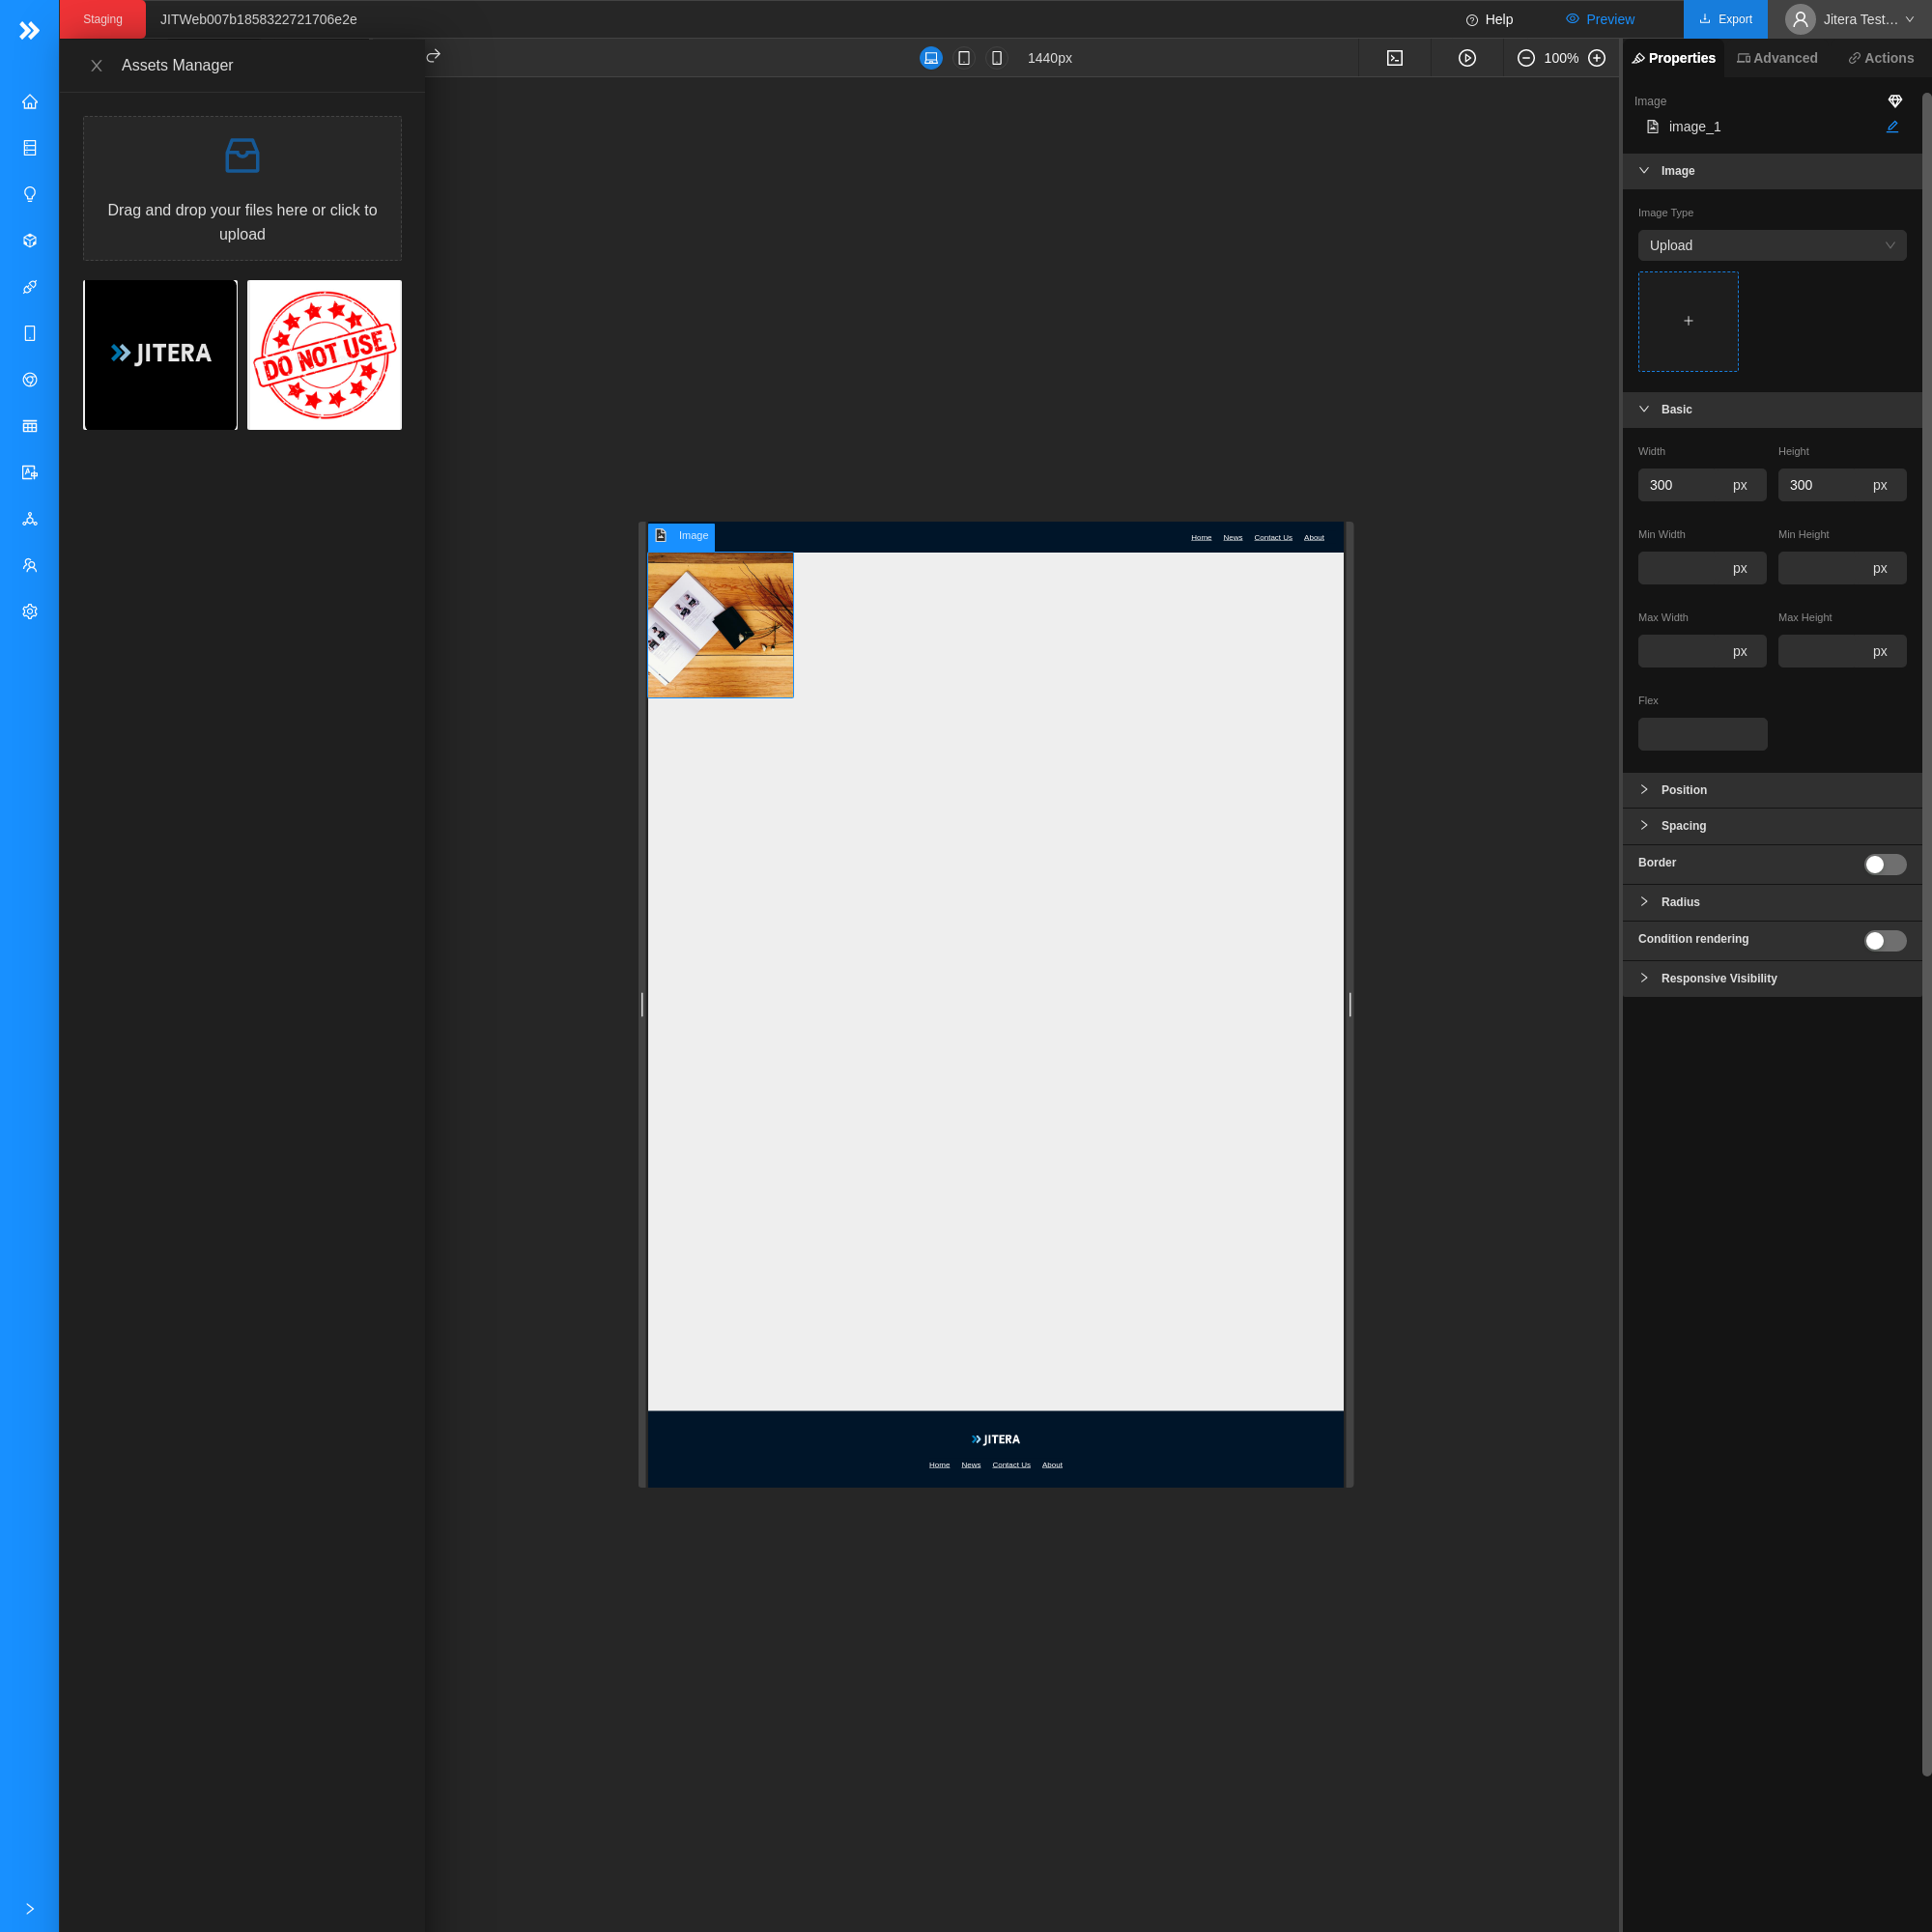 Staging
JITWeb007b1858322721706e2e
Help
Preview
Export
Jitera Test...
Assets Manager
1440px
100%
Properties
Advanced
Actions
Drag and drop your files here or click to
upload
JITERA
DO NOT USE
Image
image_1
Image
Image Type
Upload
Basic
Width
Height
300
px
300
px
Min Width
Min Height
px
px
Max Width
Max Height
px
px
Flex
Position
Spacing
Border
Radius
Condition rendering
Responsive Visibility
Image
Home
News
Contact Us
About
JITERA
Home
News
Contact Us
About